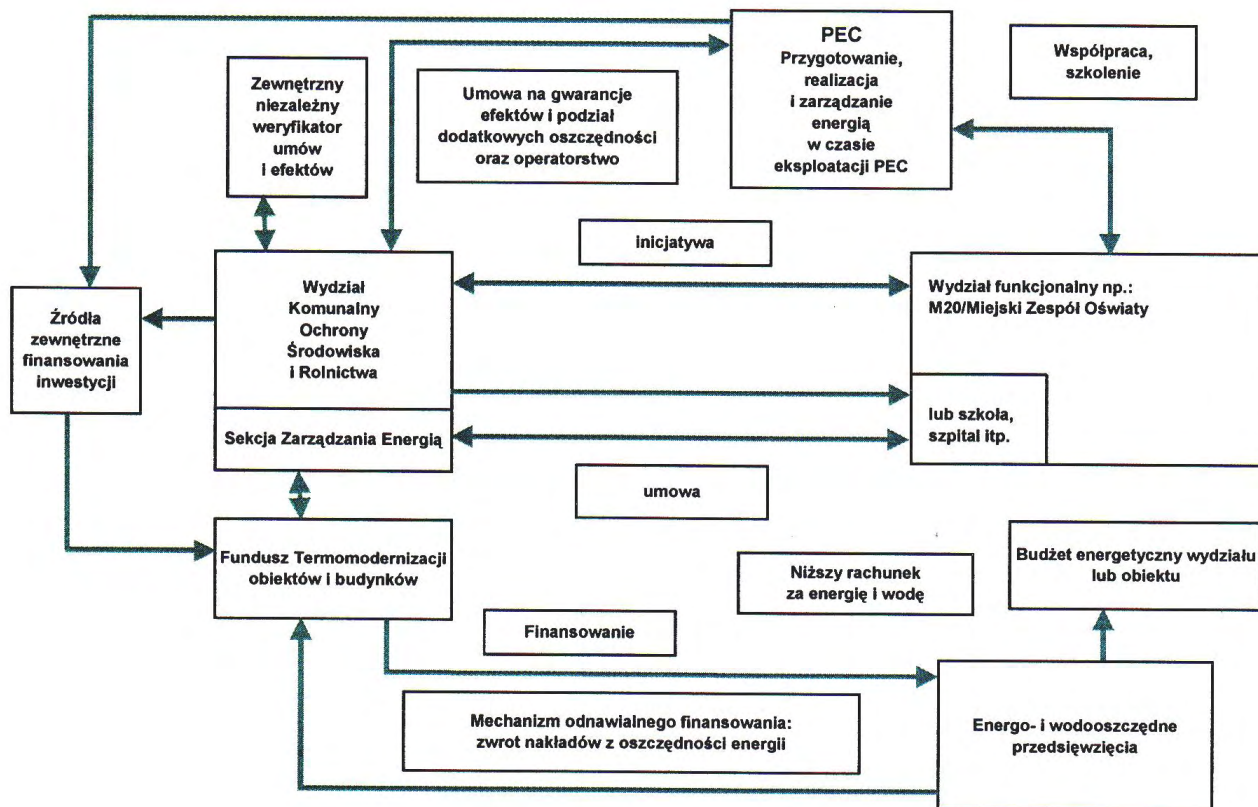 PEC
Przygotowanie,
realizacja
i zarządzanie
energią
w czasie
eksploatacji PEC
Współpraca,
szkolenie
Zewnętrzny
niezależny
weryfikator
umów
i efektów
Umowa na gwarancje
efektów i podział
dodatkowych oszczędności
oraz operatorstwo
inicjatywa
Wydział
Komunalny
Ochrony
Środowiska
i Rolnictwa
Wydział funkcjonalny np.:
M20/Miejski Zespół Oświaty
Źródła
zewnętrzne
finansowania
inwestycji
lub szkoła,
szpital itp.
Sekcja Zarządzania Energią
umowa
Fundusz Termomodernizacji
obiektów i budynków
Niższy rachunek
za energię i wodę
Budżet energetyczny wydziału
lub obiektu
Finansowanie
Mechanizm odnawialnego finansowania:
zwrot nakładów z oszczędności energii
Energo- i wodooszczędne
przedsięwzięcia